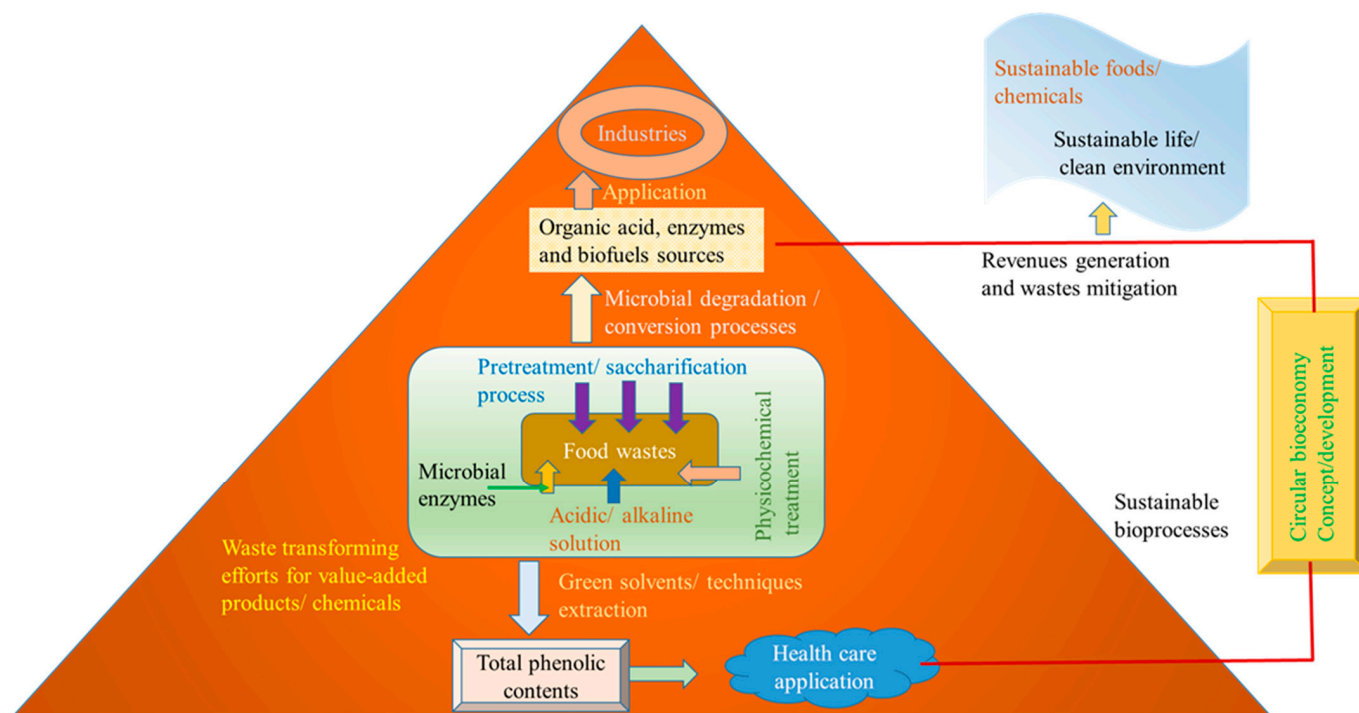 Industries
Application
Organic acid, enzymes
and biofuels sources
Microbial degradation /
conversion processes
Pretreatment/ saccharification
process
Food wastes
Microbial
enzymes
Acidic/ alkaline
solution
Physicochemical
treatment
Waste transforming
efforts for value-added
products/ chemicals
Green solvents/ techniques
extraction
Total phenolic
contents
Health care
application
Sustainable foods/
chemicals
Sustainable life/
clean environment
Revenues generation
and wastes mitigation
Sustainable
bioprocesses
Circular bioeconomy
Concept/development